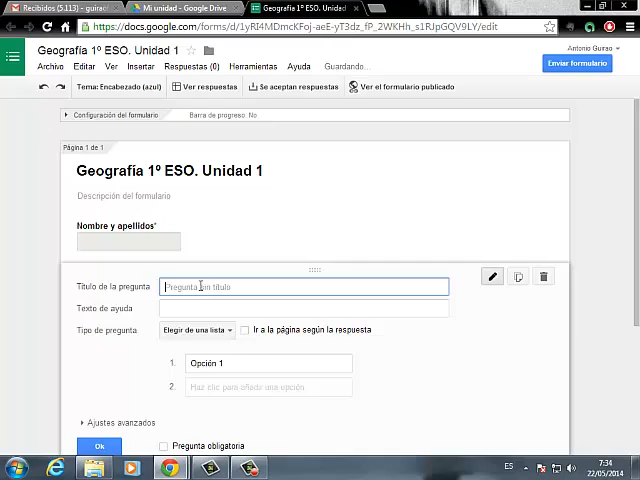 Recibidos (5.113) - guirao
Mi unidad - Google Drive
Geografía 1º ESO. Unidad
https://docs.google.com/forms/d/1yRI4MDmcKFoj-aeE-yT3dz_fP_2WKHh_s1RJpGQV9LY/edit
Geografía 1º ESO. Unidad 1
Antonio Guirao
Archivo Editar Ver Insertar Respuestas (0) Herramientas Ayuda Guardando...
Enviar formulario
Tema: Encabezado (azul) Ver respuestas Se aceptan respuestas Ver el formulario publicado
Configuración del formulario Barra de progreso: No
Página 1 de 1
Geografía 1º ESO. Unidad 1
Descripción del formulario
Nombre y apellidos*
Título de la pregunta Pregunta sin título
Texto de ayuda
Tipo de pregunta Elegir de una lista Ir a la página según la respuesta
1. Opción 1
2. Haz clic para añadir una opción
Ajustes avanzados
Ok Pregunta obligatoria
ES 7:34
22/05/2014